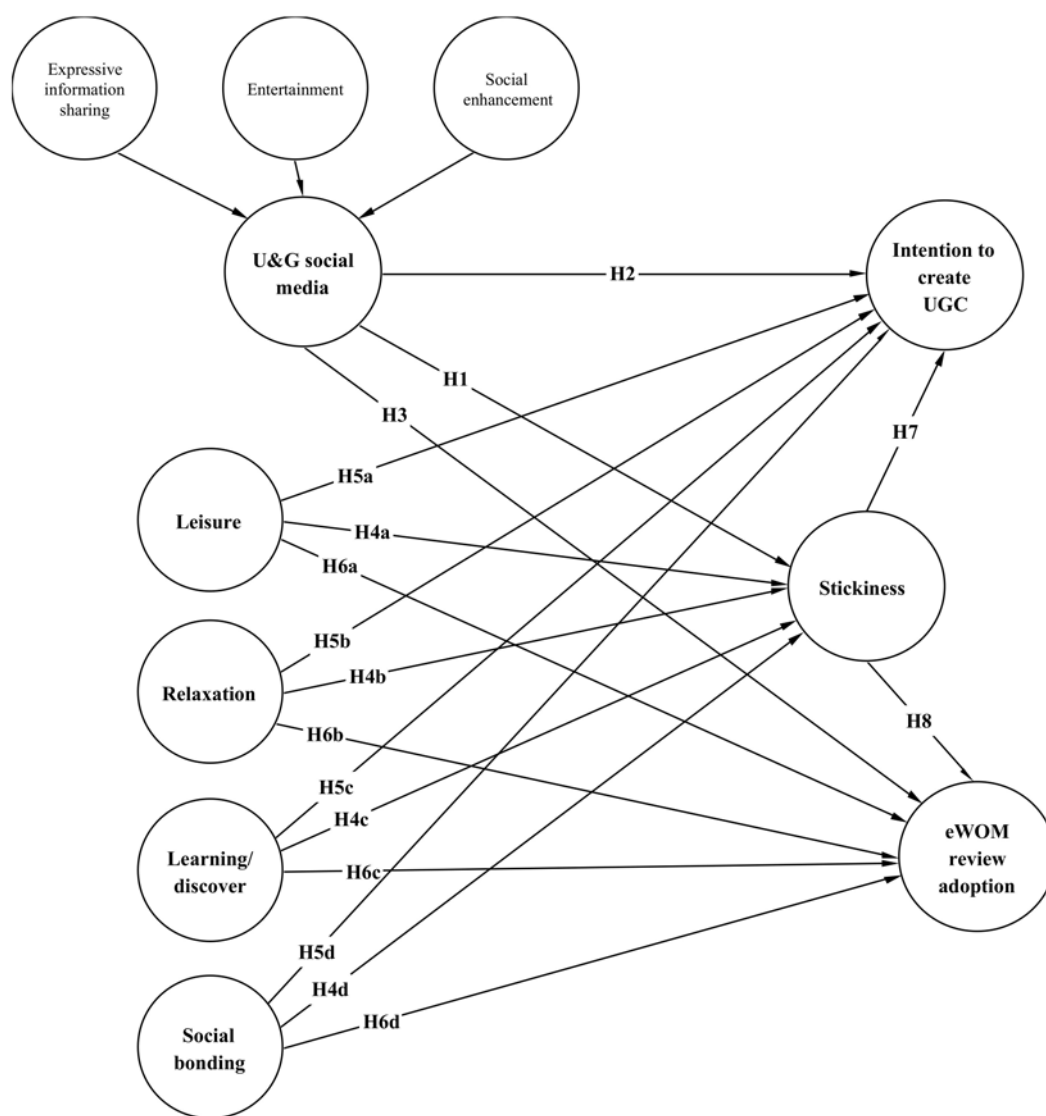 Expressive
information
sharing
Entertainment
Social
enhancement
U&G social
media
H2
Intention to
create
UGC
H1
H3
H7
H5a
Leisure
H4a
H6a
Stickiness
H5b
Relaxation
H4b
H6b
H8
H5c
H4c
Learning/
discover
H6c
eWOM
review
adoption
H5d
H4d
H6d
Social
bonding